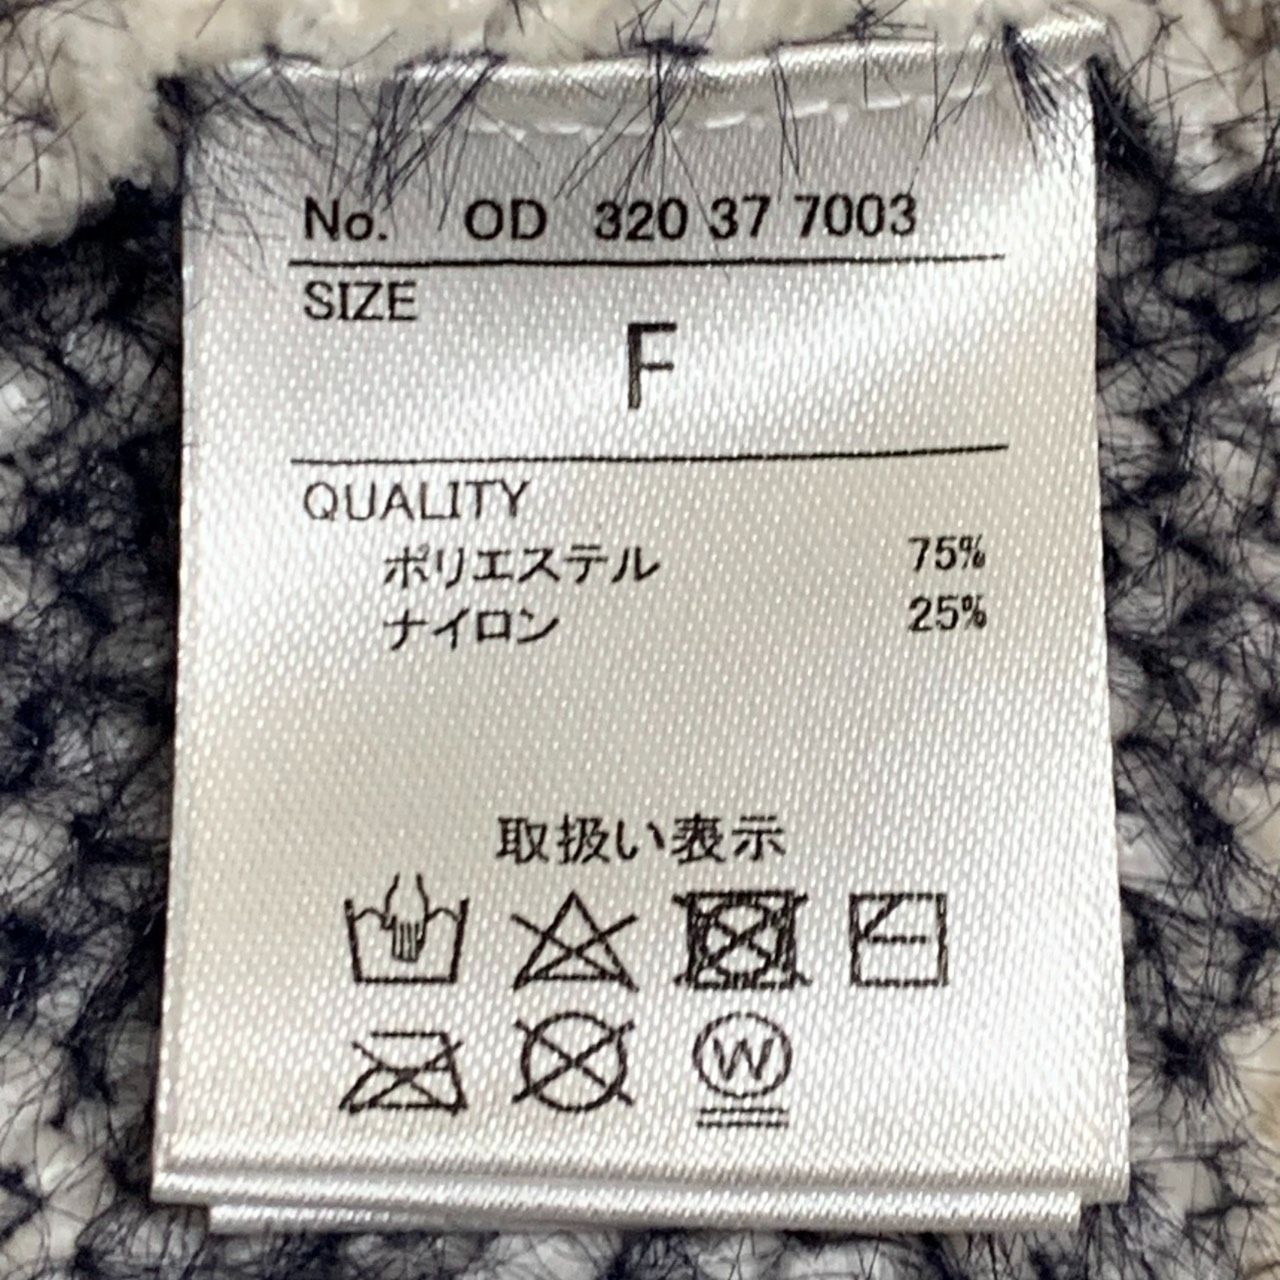 No. OD 320 37 7003
SIZE
F
QUALITY
ポリエステル 75%
ナイロン 25%
取扱い表示
W